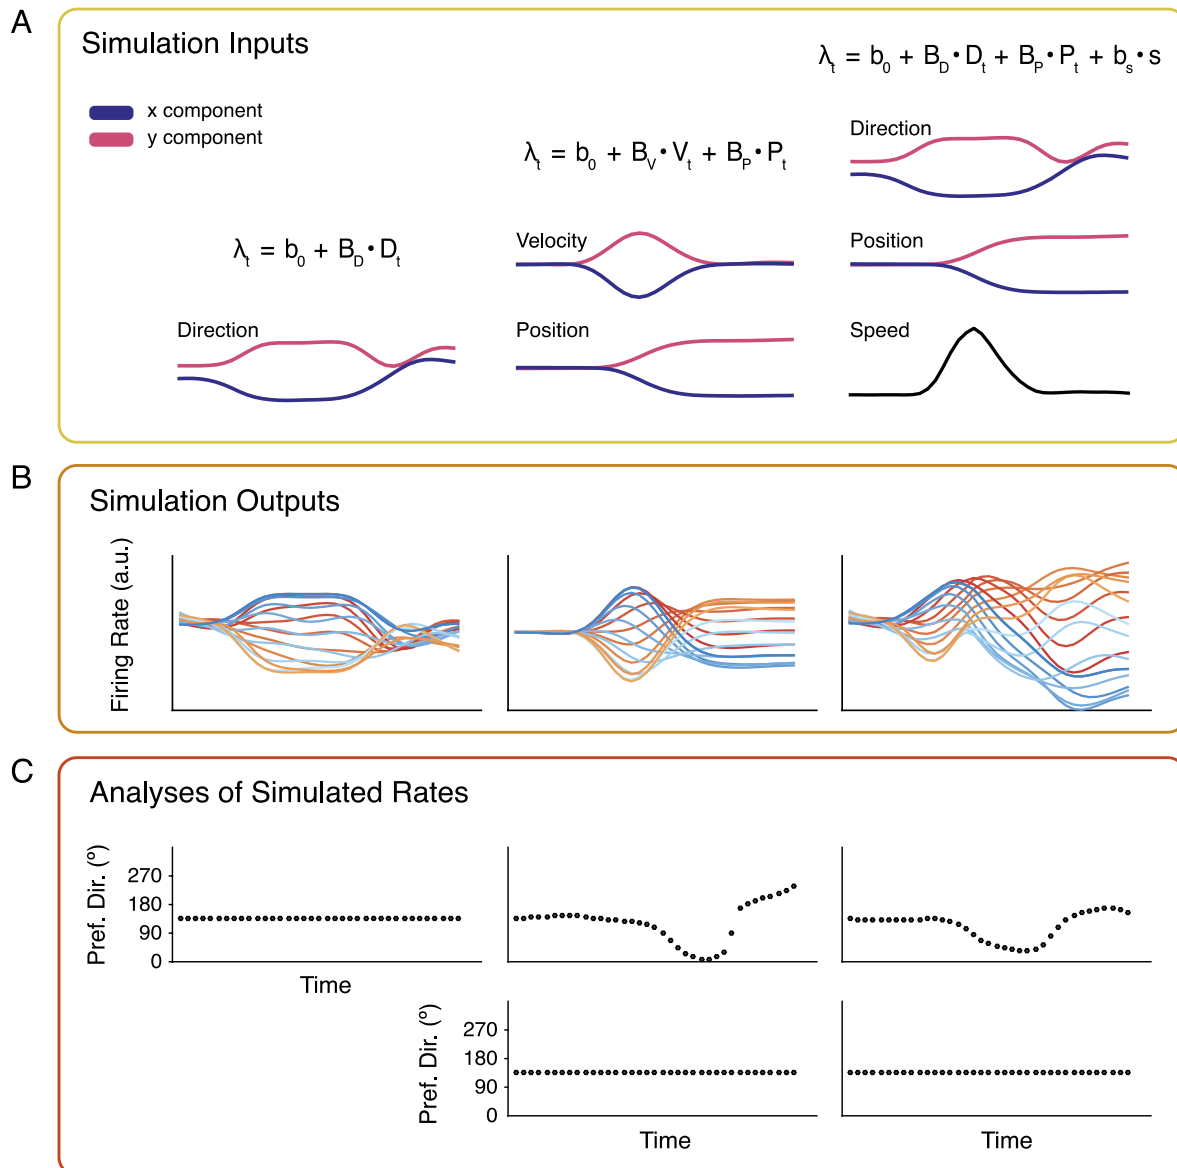 A
Simulation Inputs
x component
y component
λt = b0 + BD • Dt
Direction
λt = b0 + BV • Vt + BP • Pt
Velocity
Position
λt = b0 + BD • Dt + BP • Pt + bs • s
Direction
Position
Speed
B
Simulation Outputs
Firing Rate (a.u.)
C
Analyses of Simulated Rates
Pref. Dir. (º)
270
180
90
0
Time
Pref. Dir. (º)
270
180
90
0
Time
Time